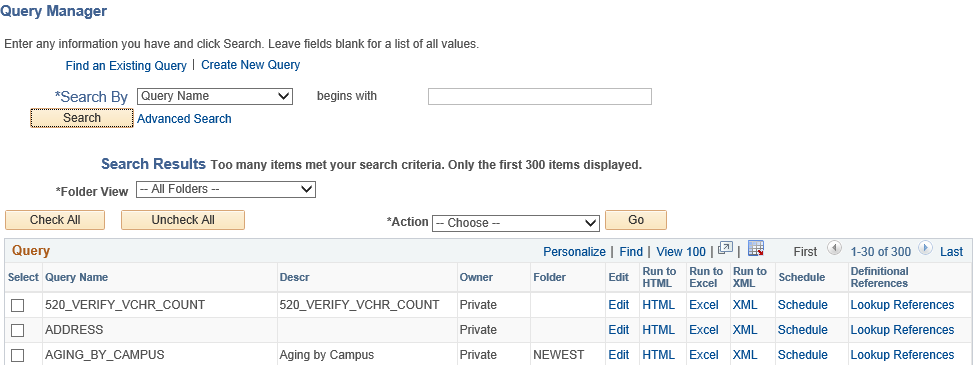 Query Manager
Enter any information you have and click Search. Leave fields blank for a list of all values.
Find an Existing Query | Create New Query
*Search By Query Name begins with
Search Advanced Search
Search Results Too many items met your search criteria. Only the first 300 items displayed.
*Folder View -- All Folders --
Check All Uncheck All *Action -- Choose -- Go
Query Personalize | Find | View 100 | | First 1-30 of 300 Last
Select Query Name Descr Owner Folder Edit Run to HTML Run to Excel Run to XML Schedule Definitional References
520_VERIFY_VCHR_COUNT 520_VERIFY_VCHR_COUNT Private Edit HTML Excel XML Schedule Lookup References
ADDRESS Private Edit HTML Excel XML Schedule Lookup References
AGING_BY_CAMPUS Aging by Campus Private NEWEST Edit HTML Excel XML Schedule Lookup References